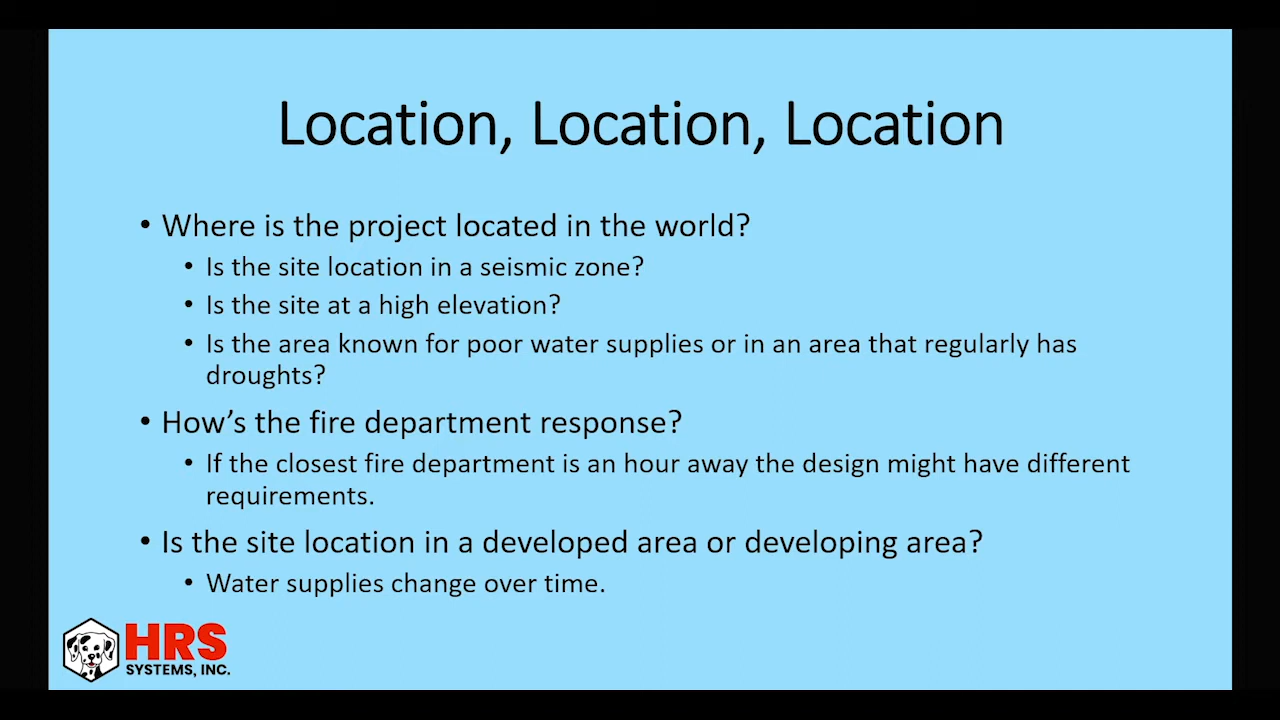 Location, Location, Location
• Where is the project located in the world?
• Is the site location in a seismic zone?
• Is the site at a high elevation?
• Is the area known for poor water supplies or in an area that regularly has
droughts?
• How’s the fire department response?
• If the closest fire department is an hour away the design might have different
requirements.
• Is the site location in a developed area or developing area?
• Water supplies change over time.
HRS
SYSTEMS, INC.